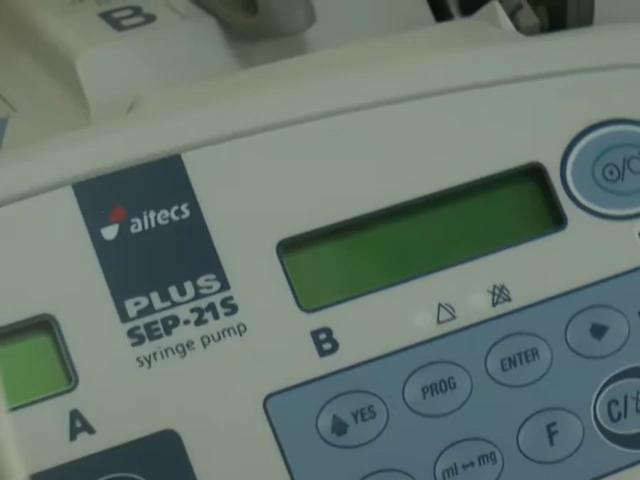 B
aitecs
PLUS
SEP-21S
syringe pump
B
A
YES
PROG
ENTER
ml↔mg
F
C/